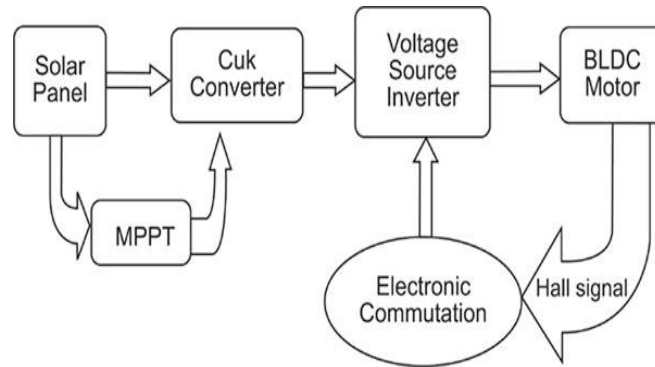 Solar
Panel
Cuk
Converter
Voltage
Source
Inverter
BLDC
Motor
MPPT
Electronic
Commutation
Hall signal